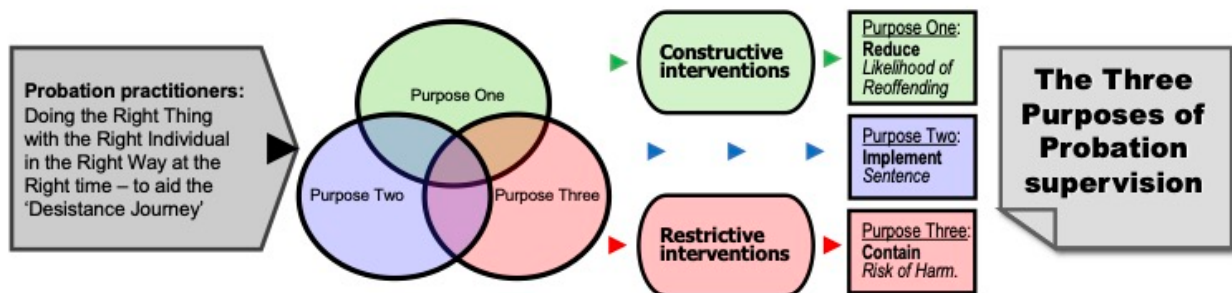 Probation practitioners:
Doing the Right Thing
with the Right Individual
in the Right Way at the
Right time – to aid the
‘Desistance Journey’
Purpose One
Purpose Two
Purpose Three
Constructive
interventions
Restrictive
interventions
Purpose One:
Reduce
Likelihood of
Reoffending
Purpose Two:
Implement
Sentence
Purpose Three:
Contain
Risk of Harm.
The Three
Purposes of
Probation
supervision